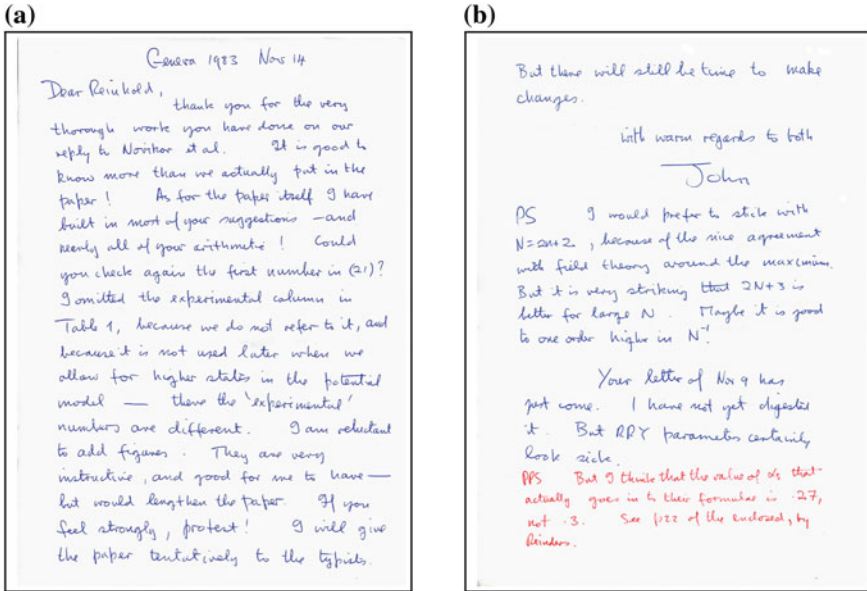 (a)
Geneva 1983 Nov 14
Dear Reinhold,
thank you for the very
thorough work you have done on our
reply to Novikov et al. It is good to
know more than we actually put in the
paper! As for the paper itself I have
built in most of your suggestions — and
nearly all of your arithmetic! Could
you check again the first number in (21)?
I omitted the experimental column in
Table 1, because we do not refer to it, and
because it is not used later when we
allow for higher states in the potential
model — there the 'experimental'
numbers are different. I am reluctant
to add figures. They are very
instructive, and good for me to have —
but would lengthen the paper. If you
feel strongly, protest! I will give
the paper tentatively to the typists.
(b)
But there will still be time to make
changes.
with warm regards to both
John
PS I would prefer to stick with
N=2n+2, because of the nice agreement
with field theory around the maximum.
But it is very striking that 2N+3 is
better for large N. Maybe it is good
to one order higher in N⁻¹.
Your letter of Nov 9 has
just come. I have not yet digested
it. But RRY parameters certainly
look sick.
PPS But I think that the value of αs that
actually goes in to their formulae is .27,
not .3. See p22 of the enclosed, by
Reinders.